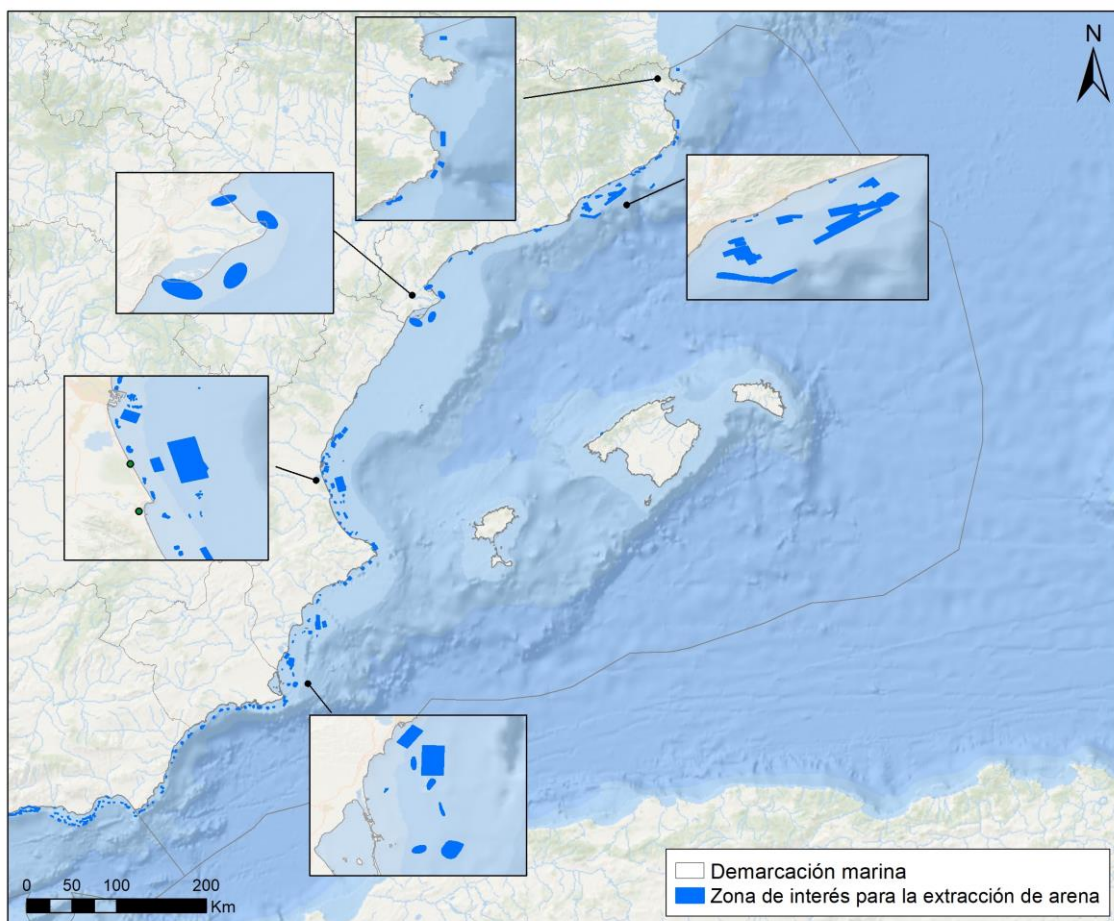 N
0 50 100 200
Km
Demarcación marina
Zona de interés para la extracción de arena